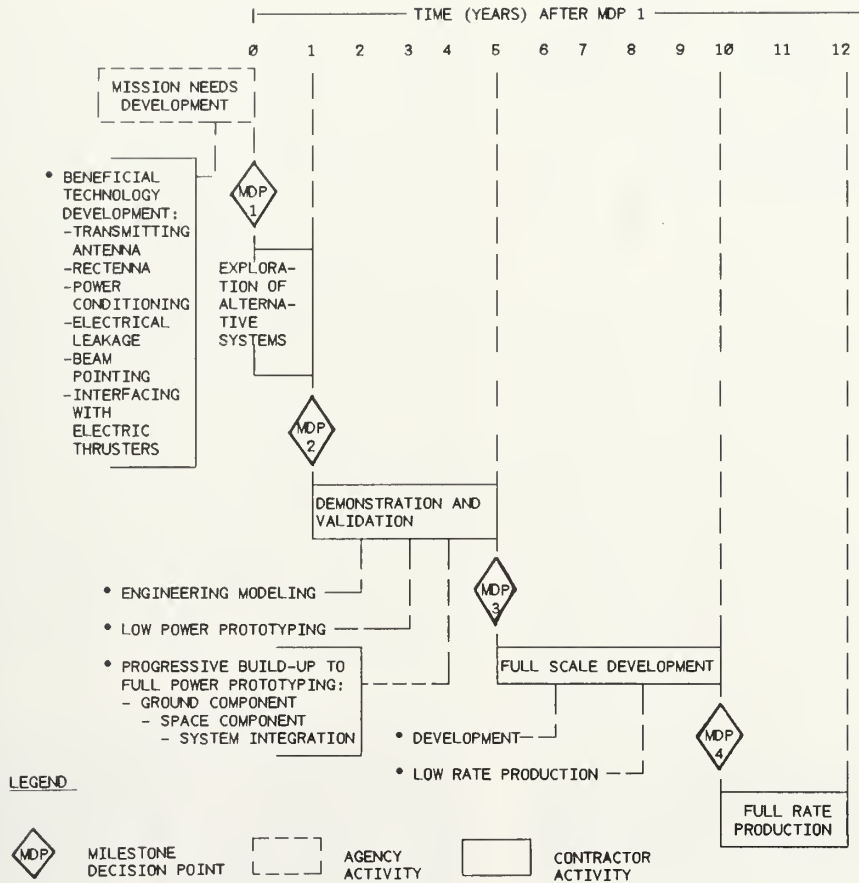 TIME (YEARS) AFTER MDP 1
0 1 2 3 4 5 6 7 8 9 10 11 12
MISSION NEEDS
DEVELOPMENT
• BENEFICIAL
TECHNOLOGY
DEVELOPMENT:
-TRANSMITTING
ANTENNA
-RECTENNA
-POWER
CONDITIONING
-ELECTRICAL
LEAKAGE
-BEAM
POINTING
-INTERFACING
WITH
ELECTRIC
THRUSTERS
MDP
1
EXPLORA-
TION OF
ALTERNA-
TIVE
SYSTEMS
MDP
2
DEMONSTRATION AND
VALIDATION
• ENGINEERING MODELING
• LOW POWER PROTOTYPING
• PROGRESSIVE BUILD-UP TO
FULL POWER PROTOTYPING:
- GROUND COMPONENT
- SPACE COMPONENT
- SYSTEM INTEGRATION
MDP
3
FULL SCALE DEVELOPMENT
• DEVELOPMENT
• LOW RATE PRODUCTION
MDP
4
FULL RATE
PRODUCTION
LEGEND
MDP
MILESTONE
DECISION POINT
AGENCY
ACTIVITY
CONTRACTOR
ACTIVITY